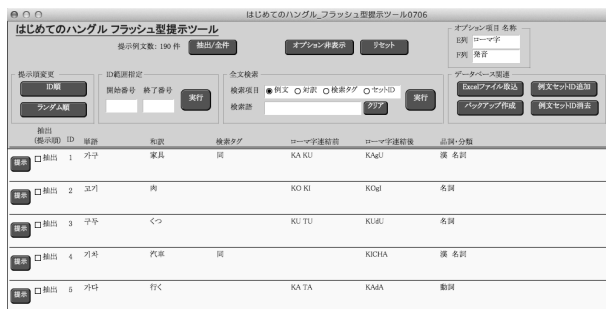 はじめてのハングル_フラッシュ型提示ツール0706
はじめてのハングル フラッシュ型提示ツール
提示例文数: 190 件 抽出/全件 オプション非表示 リセット
オプション項目 名称
E列 ローマ字
F列 発音
提示順変更
ID順
ランダム順
ID範囲指定
開始番号 終了番号 実行
全文検索
検索項目 例文 対訳 検索タグ セットID
検索語 クリア 実行
データベース関連
Excelファイル取込 例文セットID追加
バックアップ作成 例文セットID消去
抽出
(提示順) ID 単語 和訳 検索タグ ローマ字連結前 ローマ字連結後 品詞・分類
提示 抽出 1 가구 家具 同 KA KU KAgU 漢 名詞
提示 抽出 2 고기 肉 KO KI KOgI 名詞
提示 抽出 3 구두 くつ KU TU KUdU 名詞
提示 抽出 4 기차 汽車 同 KICHA 漢 名詞
提示 抽出 5 가다 行く KA TA KAdA 動詞